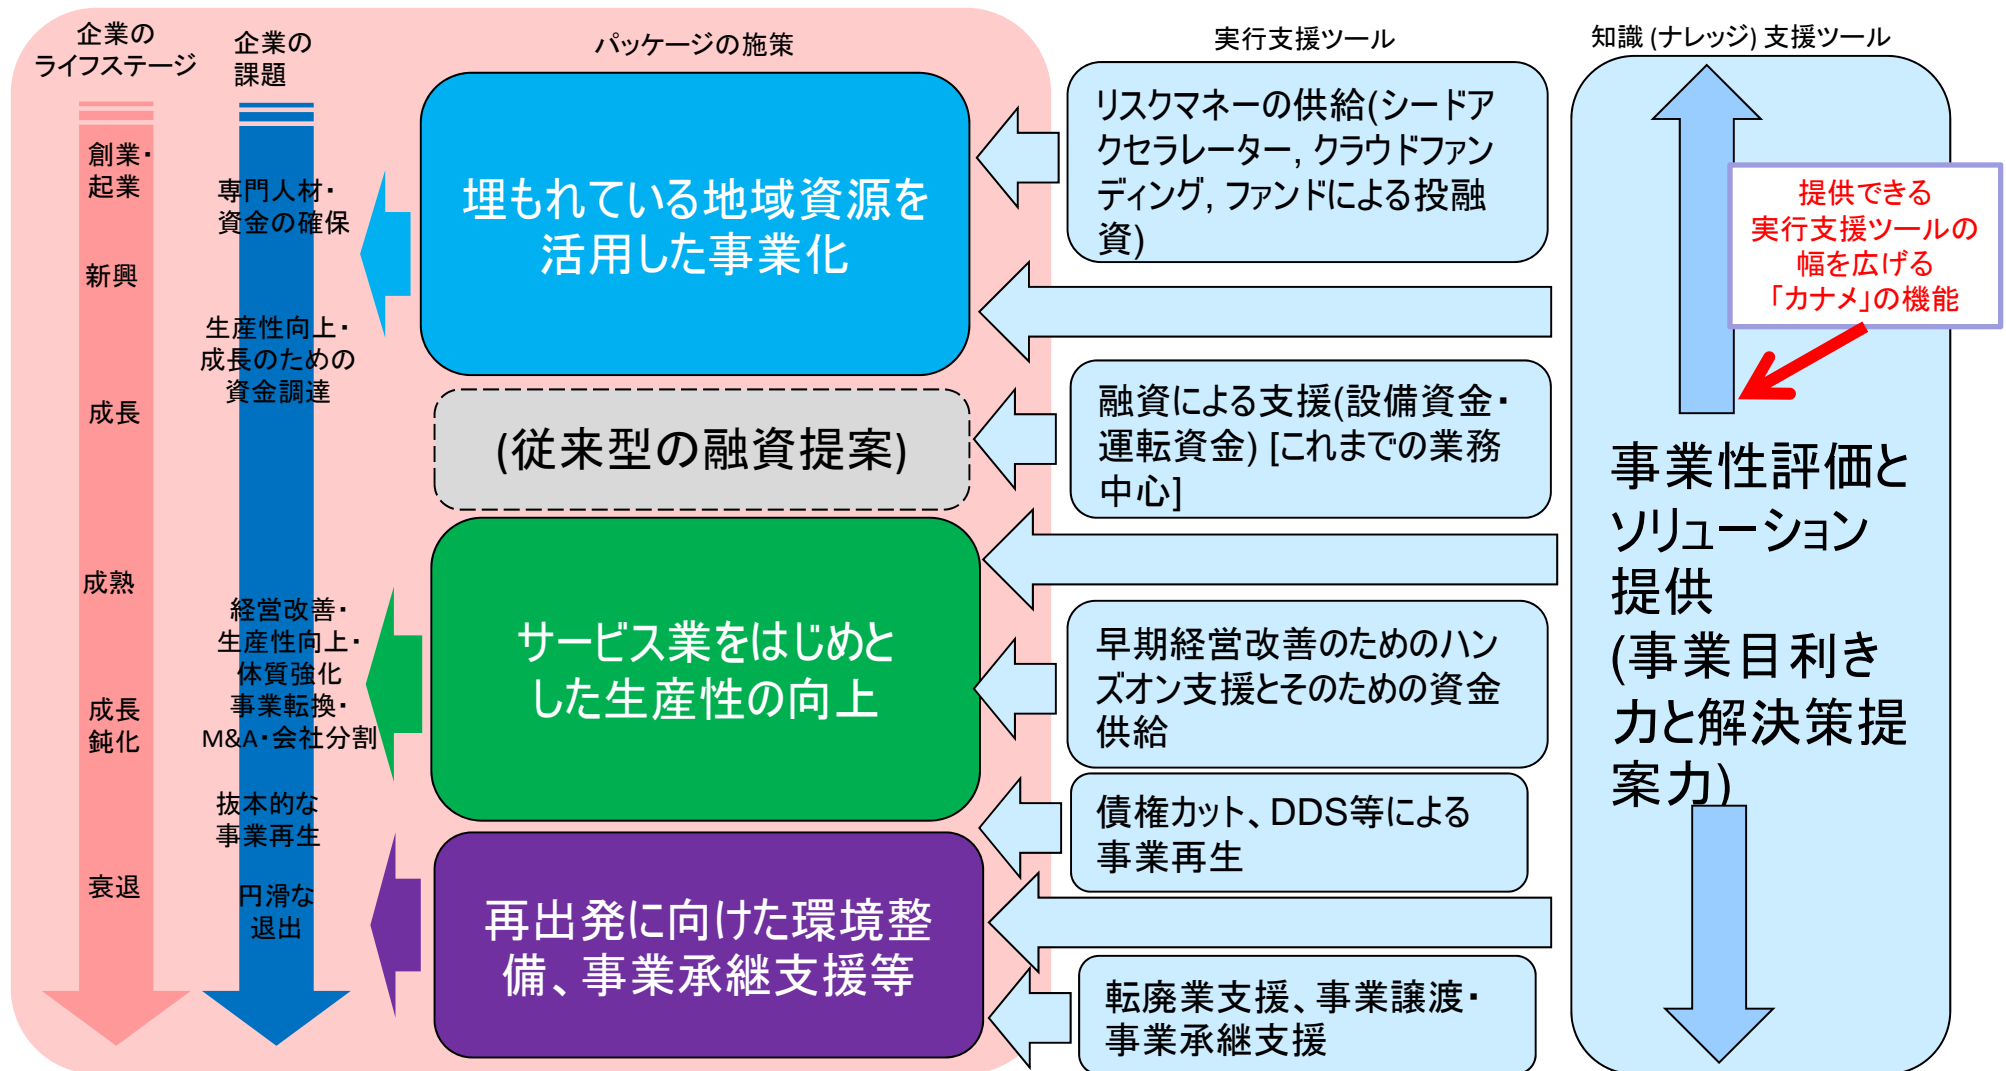 企業の
ライフステージ
企業の
課題
パッケージの施策
実行支援ツール
知識 (ナレッジ) 支援ツール
創業・
起業
新興
成長
成熟
成長
鈍化
衰退
専門人材・
資金の確保
生産性向上・
成長のための
資金調達
経営改善・
生産性向上・
体質強化
事業転換・
M&A・会社分割
抜本的な
事業再生
円滑な
退出
埋もれている地域資源を
活用した事業化
(従来型の融資提案)
サービス業をはじめと
した生産性の向上
再出発に向けた環境整
備、事業承継支援等
リスクマネーの供給(シードア
クセラレーター, クラウドファン
ディング, ファンドによる投融
資)
融資による支援(設備資金・
運転資金) [これまでの業務
中心]
早期経営改善のためのハン
ズオン支援とそのための資金
供給
債権カット、DDS等による
事業再生
転廃業支援、事業譲渡・
事業承継支援
提供できる
実行支援ツールの
幅を広げる
「カナメ」の機能
事業性評価と
ソリューション
提供
(事業目利き
力と解決策提
案力)